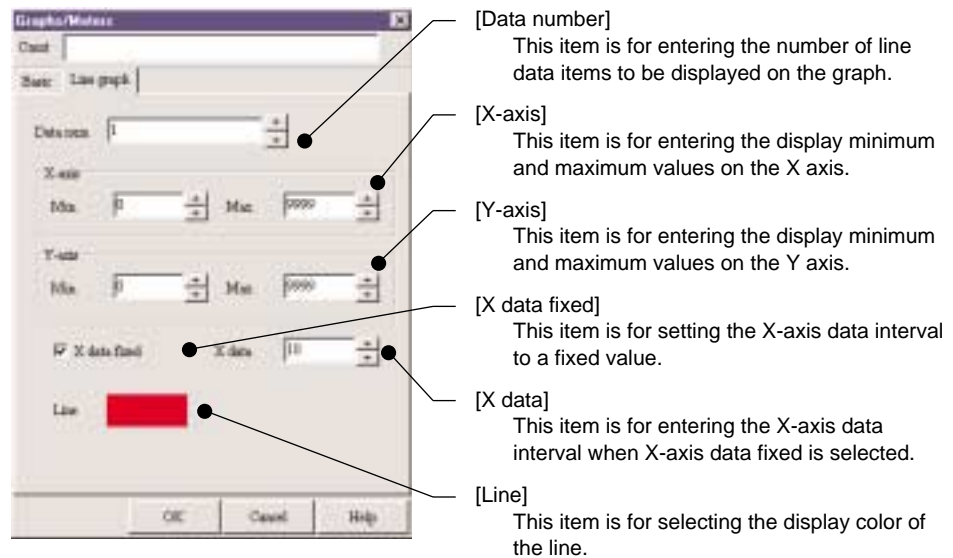 Graphs/Meters
Basic Line graph
Data num 1
X-axis
Min 0 Max 9999
Y-axis
Min 0 Max 9999
X data fixed X data 10
Line
OK Cancel Help
[Data number]
This item is for entering the number of line
data items to be displayed on the graph.
[X-axis]
This item is for entering the display minimum
and maximum values on the X axis.
[Y-axis]
This item is for entering the display minimum
and maximum values on the Y axis.
[X data fixed]
This item is for setting the X-axis data interval
to a fixed value.
[X data]
This item is for entering the X-axis data
interval when X-axis data fixed is selected.
[Line]
This item is for selecting the display color of
the line.